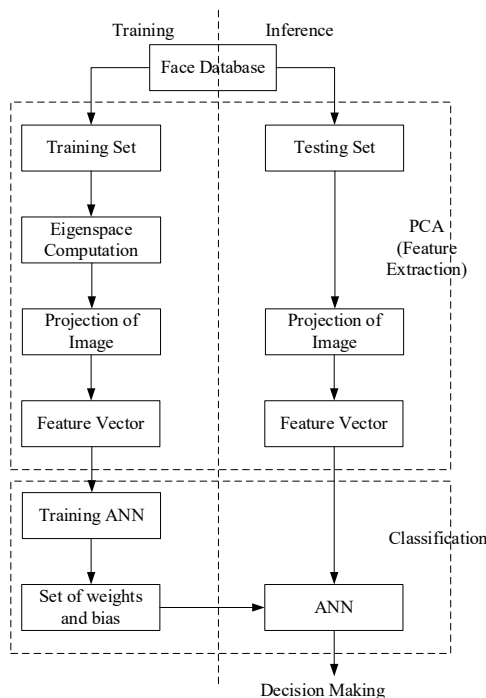 Training
Inference
Face Database
Training Set
Testing Set
Eigenspace
Computation
PCA
(Feature
Extraction)
Projection of
Image
Projection of
Image
Feature Vector
Feature Vector
Training ANN
Classification
Set of weights
and bias
ANN
Decision Making